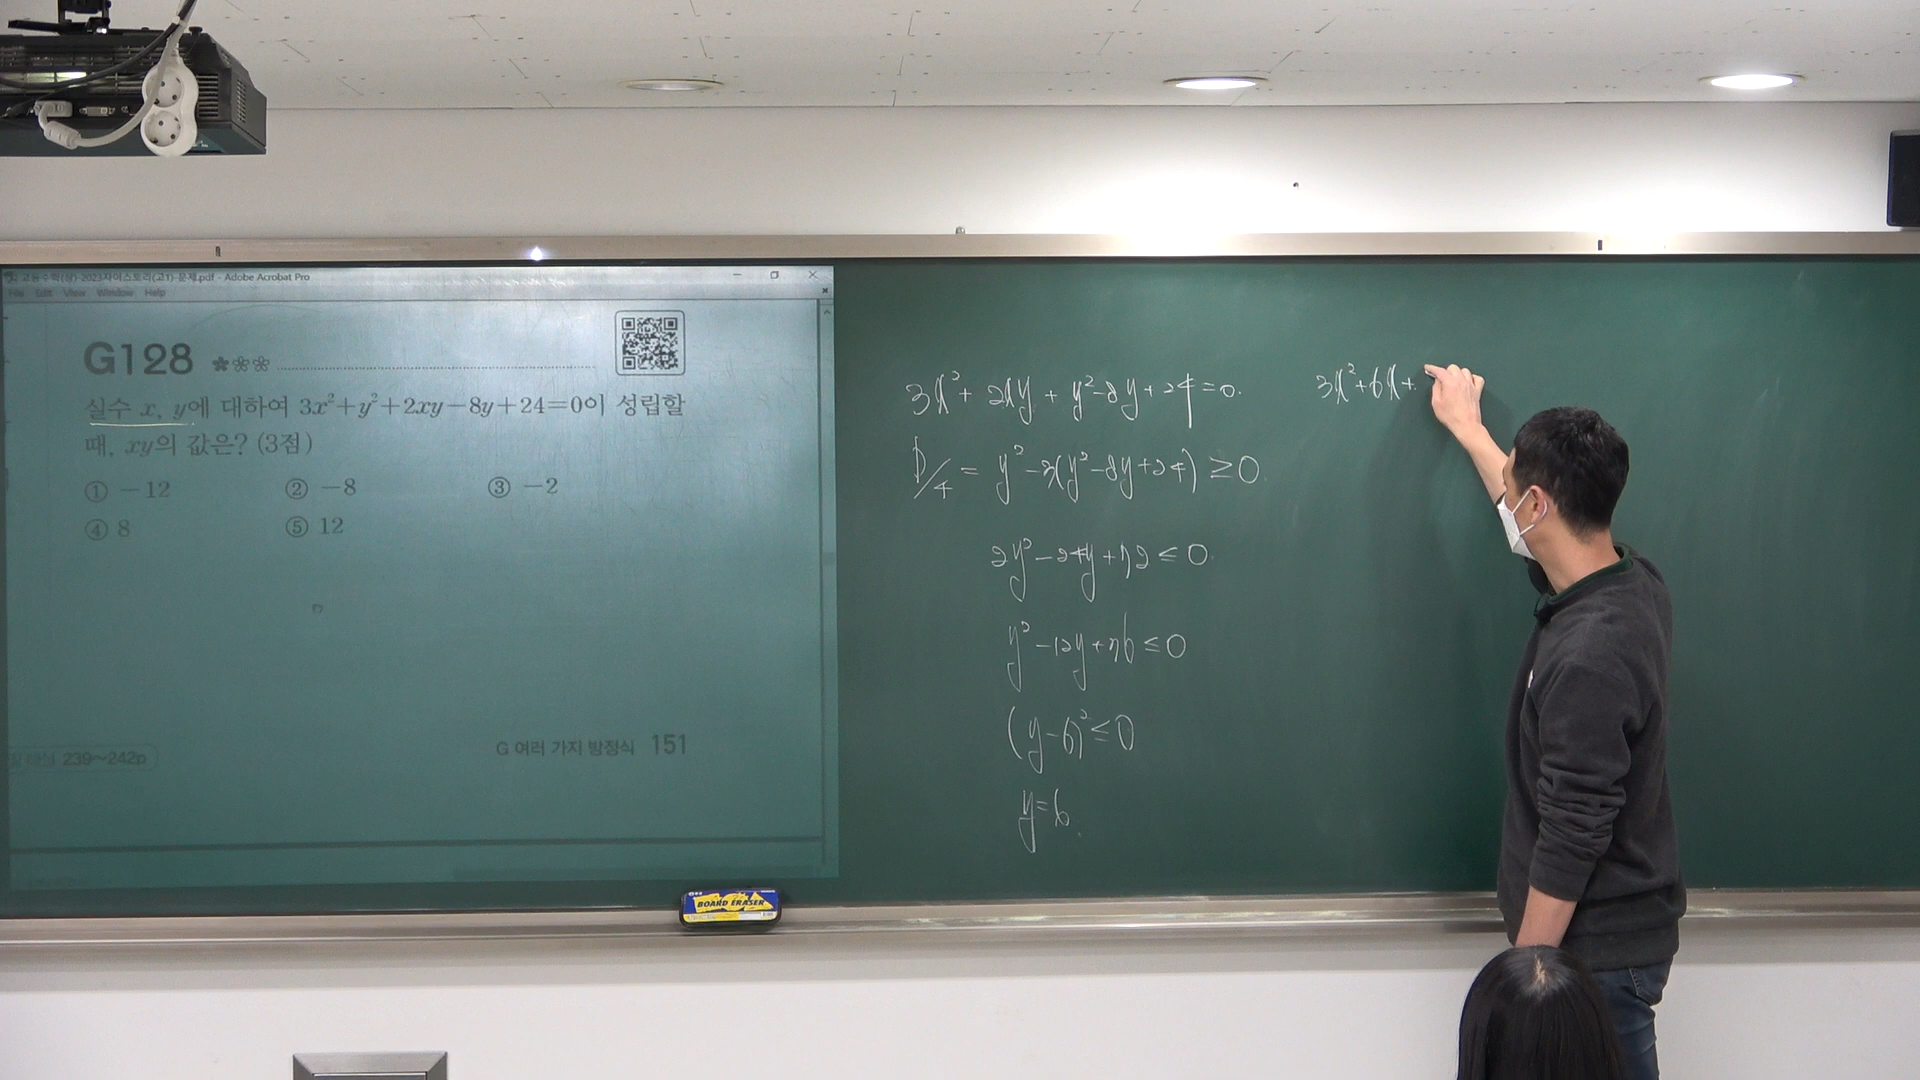 고등수학(상)-2023자이스토리(고1)-문제.pdf - Adobe Acrobat Pro
File Edit View Window Help
G128
실수 x, y에 대하여 3x²+y²+2xy-8y+24=0이 성립할
때, xy의 값은? (3점)
① -12 ② -8 ③ -2
④ 8 ⑤ 12
239~242p
G 여러 가지 방정식 151
3x²+2xy+y²-8y+24=0.
D/4 = y²-3(y²-8y+24) ≥0.
2y²-24y+72≤0.
y²-12y+36≤0
(y-6)²≤0
y=6.
3x²+6x+
BOARD ERASER